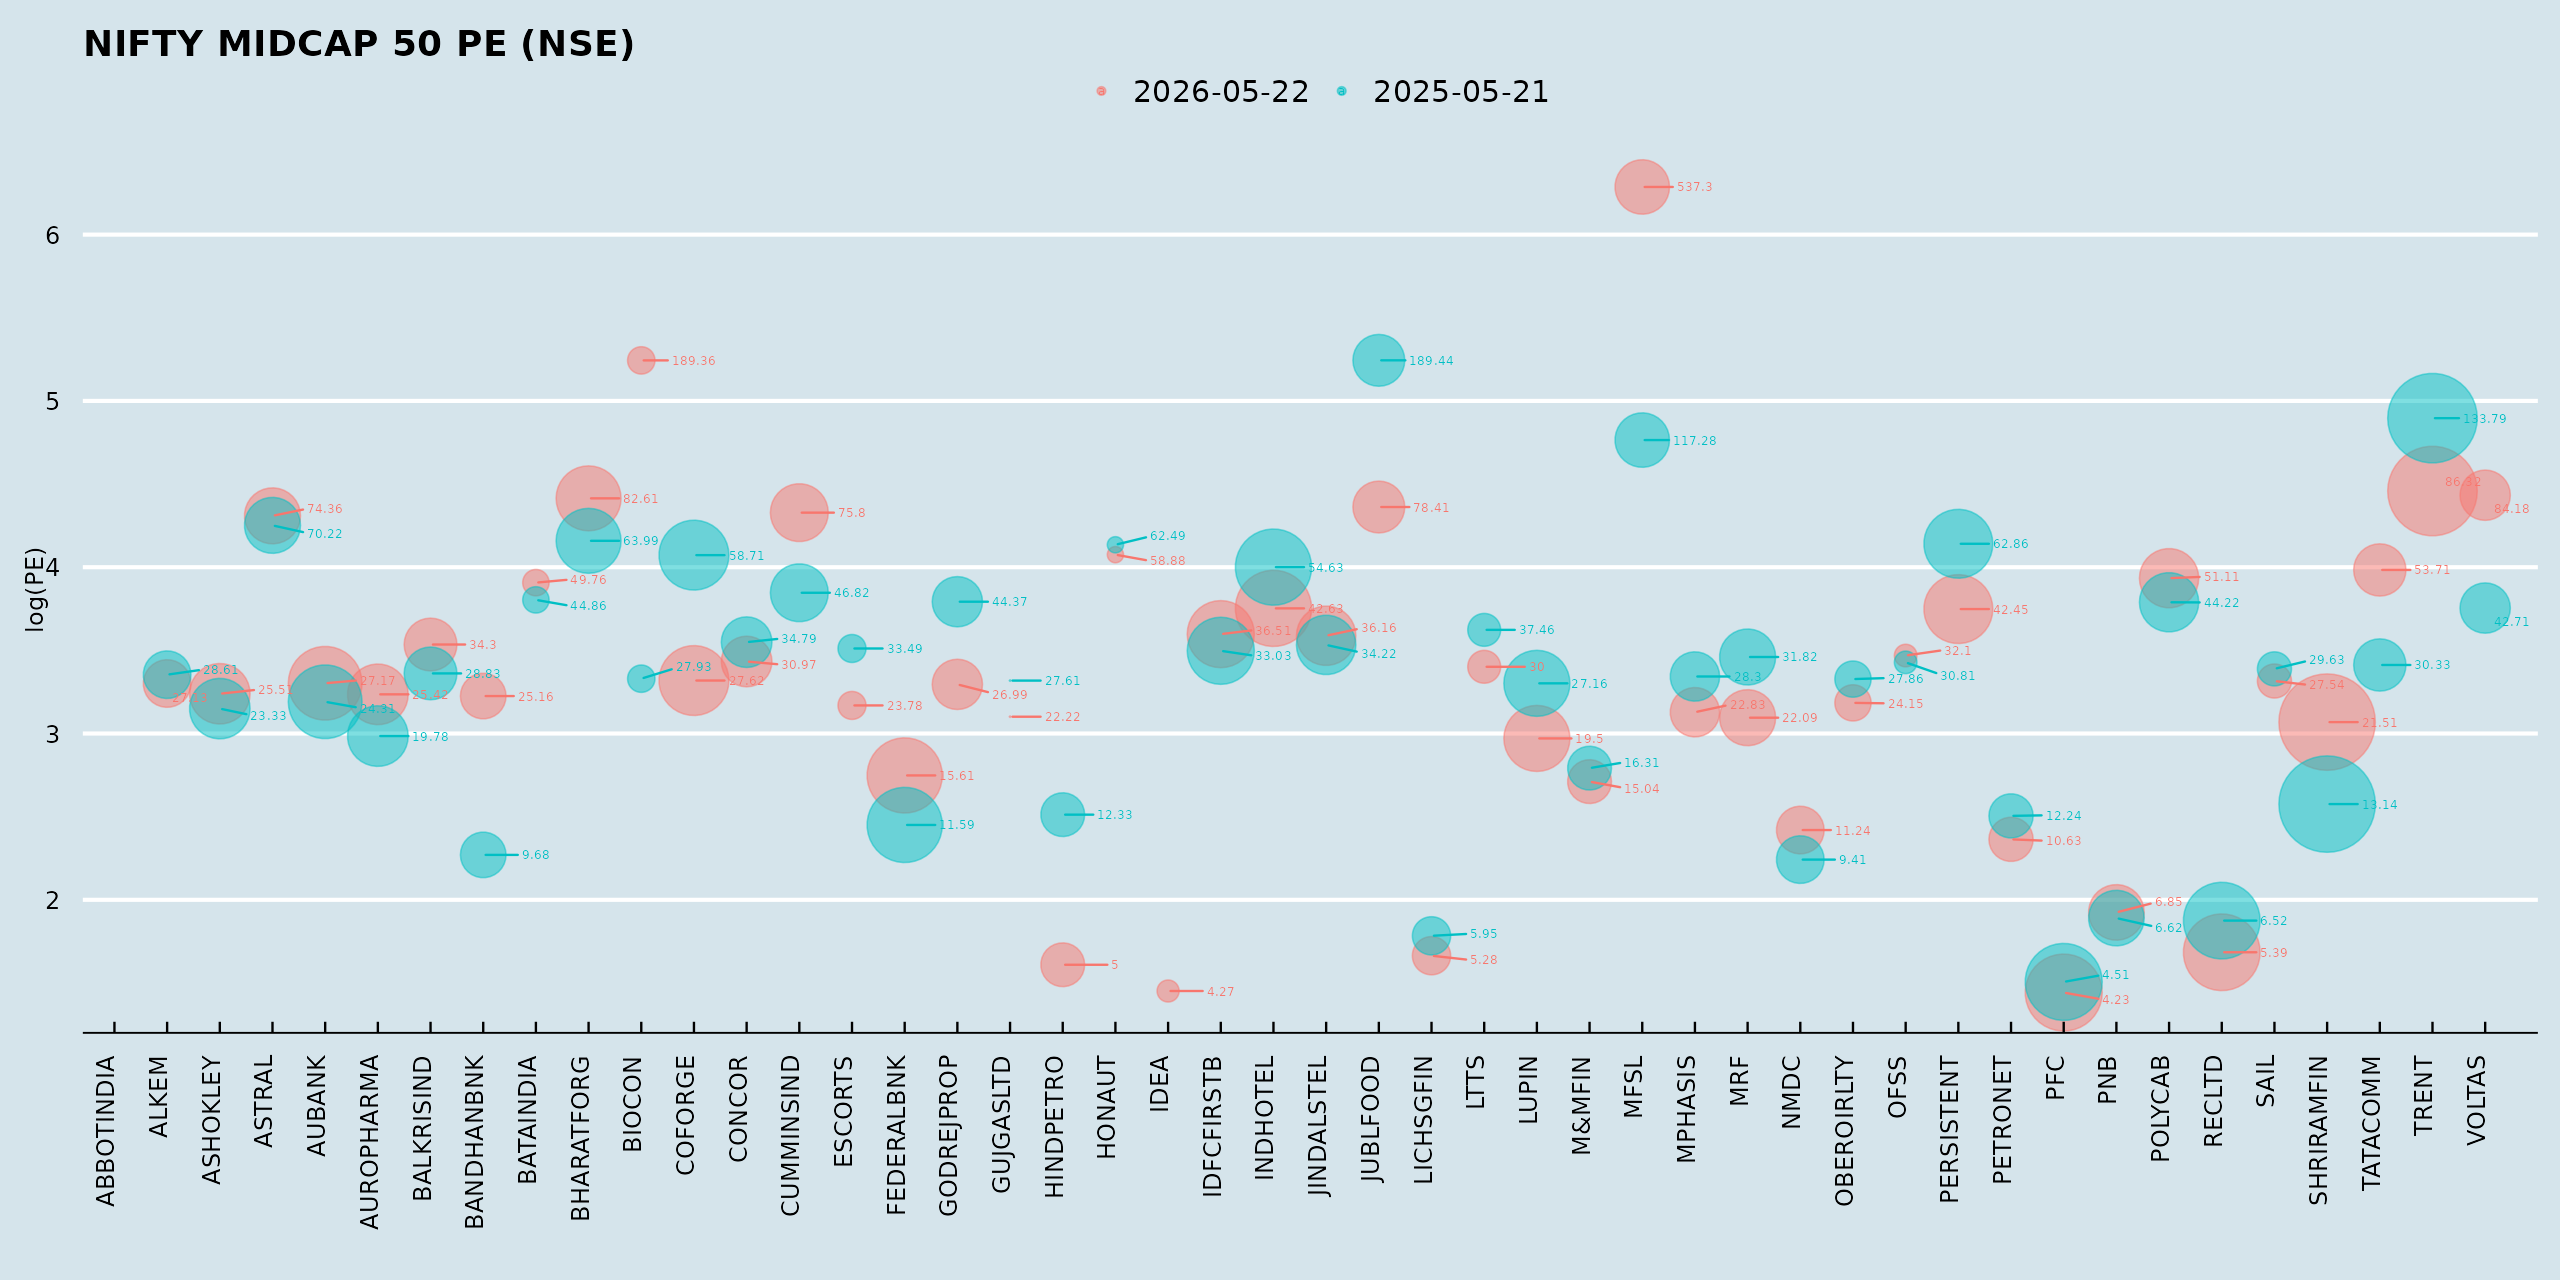 NIFTY MIDCAP 50 PE (NSE)
2026-05-22 2025-05-21
log(PE)
6
5
4
3
2
537.3
189.36
189.44
117.28
133.79
86.32
84.18
82.61
78.41
75.8
74.36
70.22
63.99
62.49
62.86
58.88
58.71
54.63
53.71
51.11
49.76
46.82
44.86
44.37
44.22
42.63
42.45
42.71
37.46
36.51
36.16
34.3
34.79
34.22
33.03
33.49
32.1
31.82
30.97
30.81
30.33
30
29.63
28.61
28.83
28.3
27.93
27.62
27.61
27.86
27.54
27.17
27.16
26.99
25.42
25.16
24.31
24.15
23.78
23.33
22.83
22.22
22.09
21.51
19.78
19.5
16.31
15.61
15.04
13.14
12.33
12.24
11.59
11.24
10.63
9.68
9.41
6.85
6.62
6.52
5.95
5.39
5.28
5
4.51
4.27
4.23
ABBOTINDIA
ALKEM
ASHOKLEY
ASTRAL
AUBANK
AUROPHARMA
BALKRISIND
BANDHANBNK
BATAINDIA
BHARATFORG
BIOCON
COFORGE
CONCOR
CUMMINSIND
ESCORTS
FEDERALBNK
GODREJPROP
GUJGASLTD
HINDPETRO
HONAUT
IDEA
IDFCFIRSTB
INDHOTEL
JINDALSTEL
JUBLFOOD
LICHSGFIN
LTTS
LUPIN
M&MFIN
MFSL
MPHASIS
MRF
NMDC
OBEROIRLTY
OFSS
PERSISTENT
PETRONET
PFC
PNB
POLYCAB
RECLTD
SAIL
SHRIRAMFIN
TATACOMM
TRENT
VOLTAS